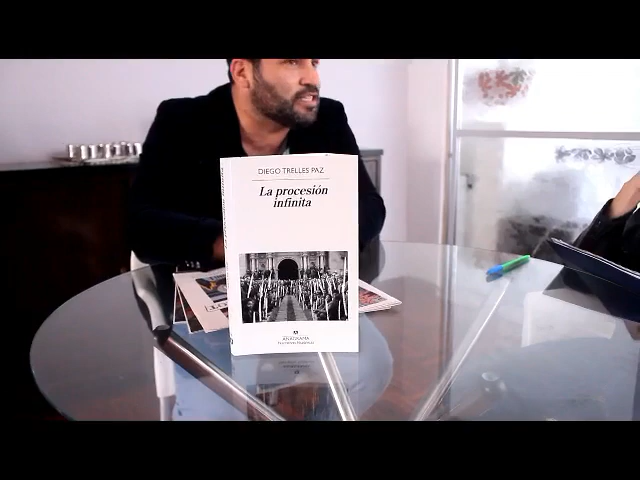 DIEGO TRELLES PAZ
La procesión
infinita
ANAGRAMA
Narrativas hispánicas